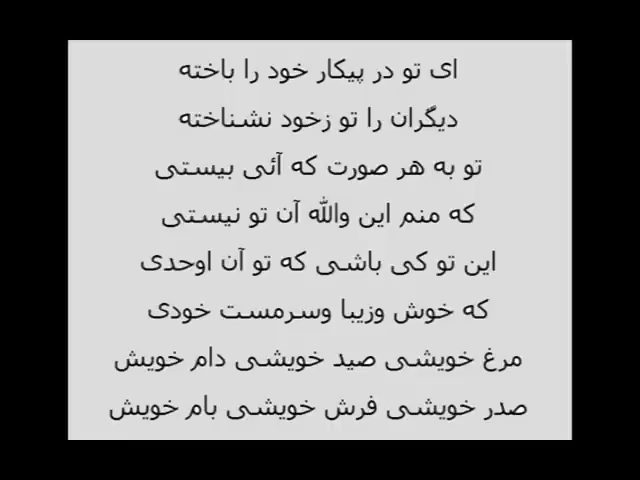 ای تو در پیکار خود را باخته
دیگران را تو زخود نشناخته
تو به هر صورت که آئی بیستی
که منم این والله آن تو نیستی
این تو کی باشی که تو آن اوحدی
که خوش وزیبا وسرمست خودی
مرغ خویشی صید خویشی دام خویش
صدر خویشی فرش خویشی بام خویش